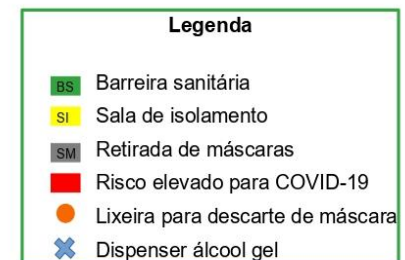 Legenda
BS Barreira sanitária
SI Sala de isolamento
SM Retirada de máscaras
Risco elevado para COVID-19
Lixeira para descarte de máscara
Dispenser álcool gel